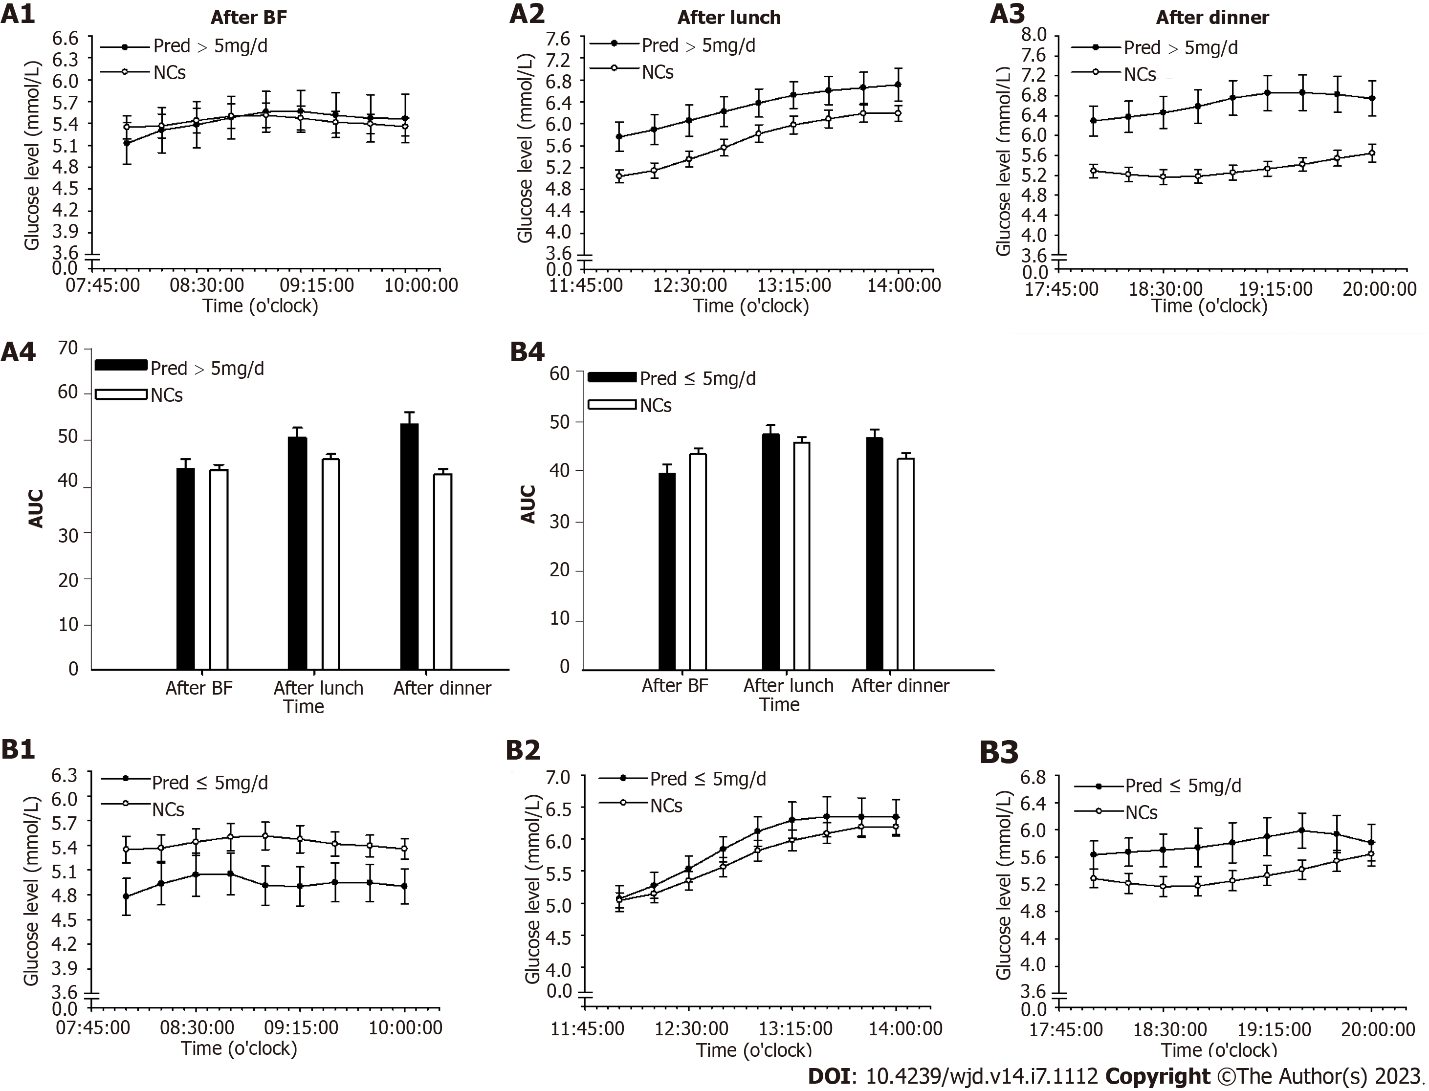 A1
After BF
6.6
6.3
6.0
5.7
5.4
5.1
4.8
4.5
4.2
3.9
3.6
0.0
Glucose level (mmol/L)
Pred > 5mg/d
NCs
07:45:00 08:30:00 09:15:00 10:00:00
Time (o'clock)
A2
After lunch
7.6
7.2
6.8
6.4
6.0
5.6
5.2
4.8
4.4
4.0
3.6
0.0
Glucose level (mmol/L)
Pred > 5mg/d
NCs
11:45:00 12:30:00 13:15:00 14:00:00
Time (o'clock)
A3
After dinner
8.0
7.6
7.2
6.8
6.4
6.0
5.6
5.2
4.8
4.4
4.0
3.6
0.0
Glucose level (mmol/L)
Pred > 5mg/d
NCs
17:45:00 18:30:00 19:15:00 20:00:00
Time (o'clock)
A4
70
60
50
40
30
20
10
0
AUC
Pred > 5mg/d
NCs
After BF After lunch After dinner
Time
B4
60
50
40
30
20
10
0
AUC
Pred ≤ 5mg/d
NCs
After BF After lunch After dinner
Time
B1
6.3
6.0
5.7
5.4
5.1
4.8
4.5
4.2
3.9
3.6
0.0
Glucose level (mmol/L)
Pred ≤ 5mg/d
NCs
07:45:00 08:30:00 09:15:00 10:00:00
Time (o'clock)
B2
7.0
6.5
6.0
5.5
5.0
4.5
4.0
0.0
Glucose level (mmol/L)
Pred ≤ 5mg/d
NCs
11:45:00 12:30:00 13:15:00 14:00:00
Time (o'clock)
B3
6.8
6.4
6.0
5.6
5.2
4.8
4.4
4.0
3.6
0.0
Glucose level (mmol/L)
Pred ≤ 5mg/d
NCs
17:45:00 18:30:00 19:15:00 20:00:00
Time (o'clock)
DOI: 10.4239/wjd.v14.i7.1112 Copyright ©The Author(s) 2023.